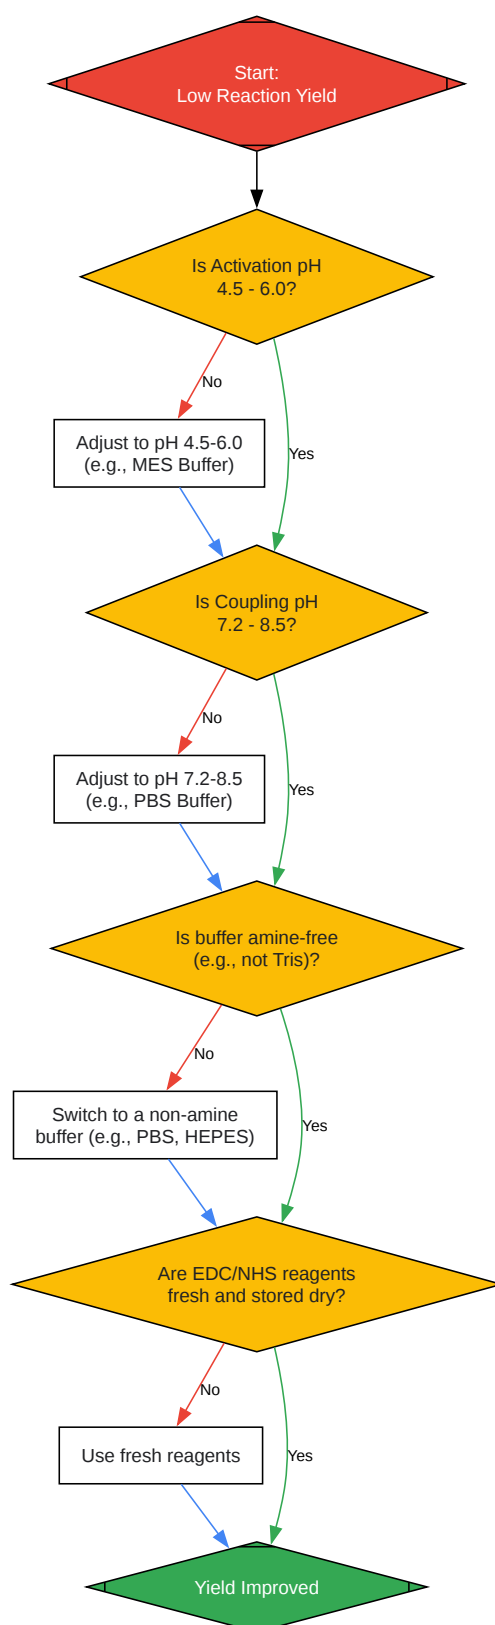 Start:
Low Reaction Yield
Is Activation pH
4.5 - 6.0?
No
Adjust to pH 4.5-6.0
(e.g., MES Buffer)
Yes
Is Coupling pH
7.2 - 8.5?
No
Adjust to pH 7.2-8.5
(e.g., PBS Buffer)
Yes
Is buffer amine-free
(e.g., not Tris)?
No
Switch to a non-amine
buffer (e.g., PBS, HEPES)
Yes
Are EDC/NHS reagents
fresh and stored dry?
No
Use fresh reagents
Yes
Yield Improved